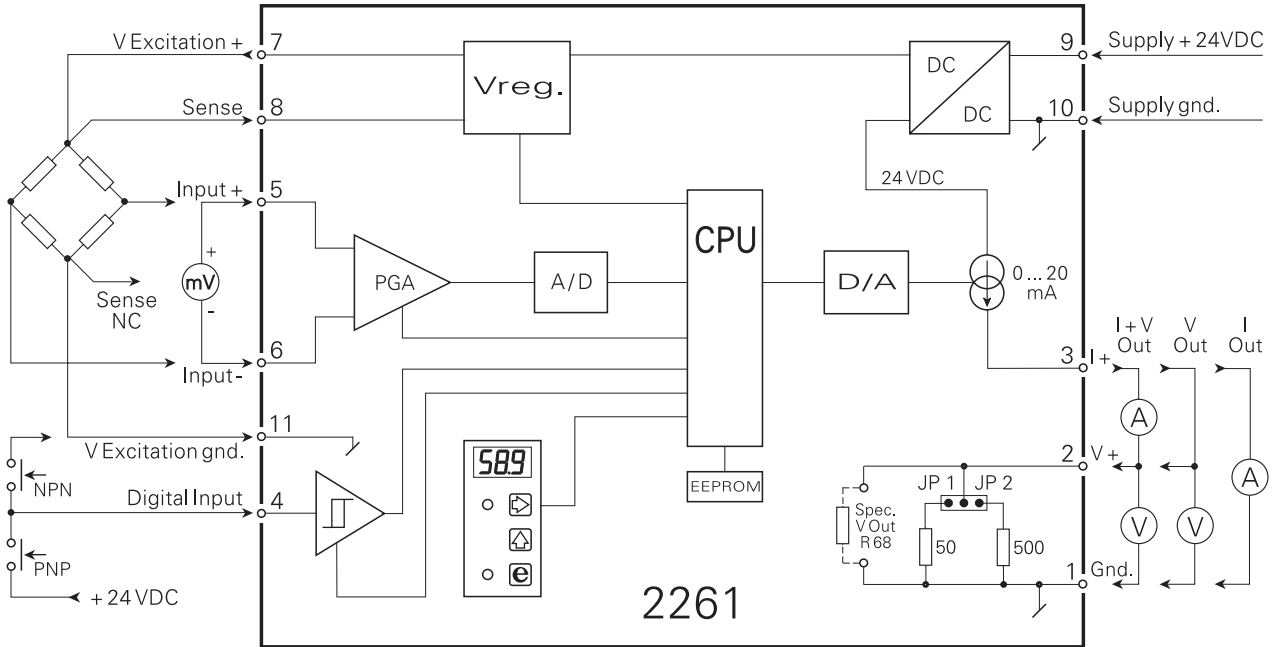 V Excitation +
7
Vreg.
DC
DC
9
Supply + 24VDC
Sense
8
10
Supply gnd.
Input +
5
24 VDC
CPU
+
mV
-
PGA
A/D
D/A
0 ... 20
mA
Sense
NC
6
Input -
3
I +
I + V
Out
V
Out
I
Out
A
11
V Excitation gnd.
2
V +
NPN
58.9
EEPROM
JP 1
JP 2
A
Digital Input
4
Spec.
V Out
R 68
50
500
V
V
PNP
e
1
Gnd.
+ 24 VDC
2261